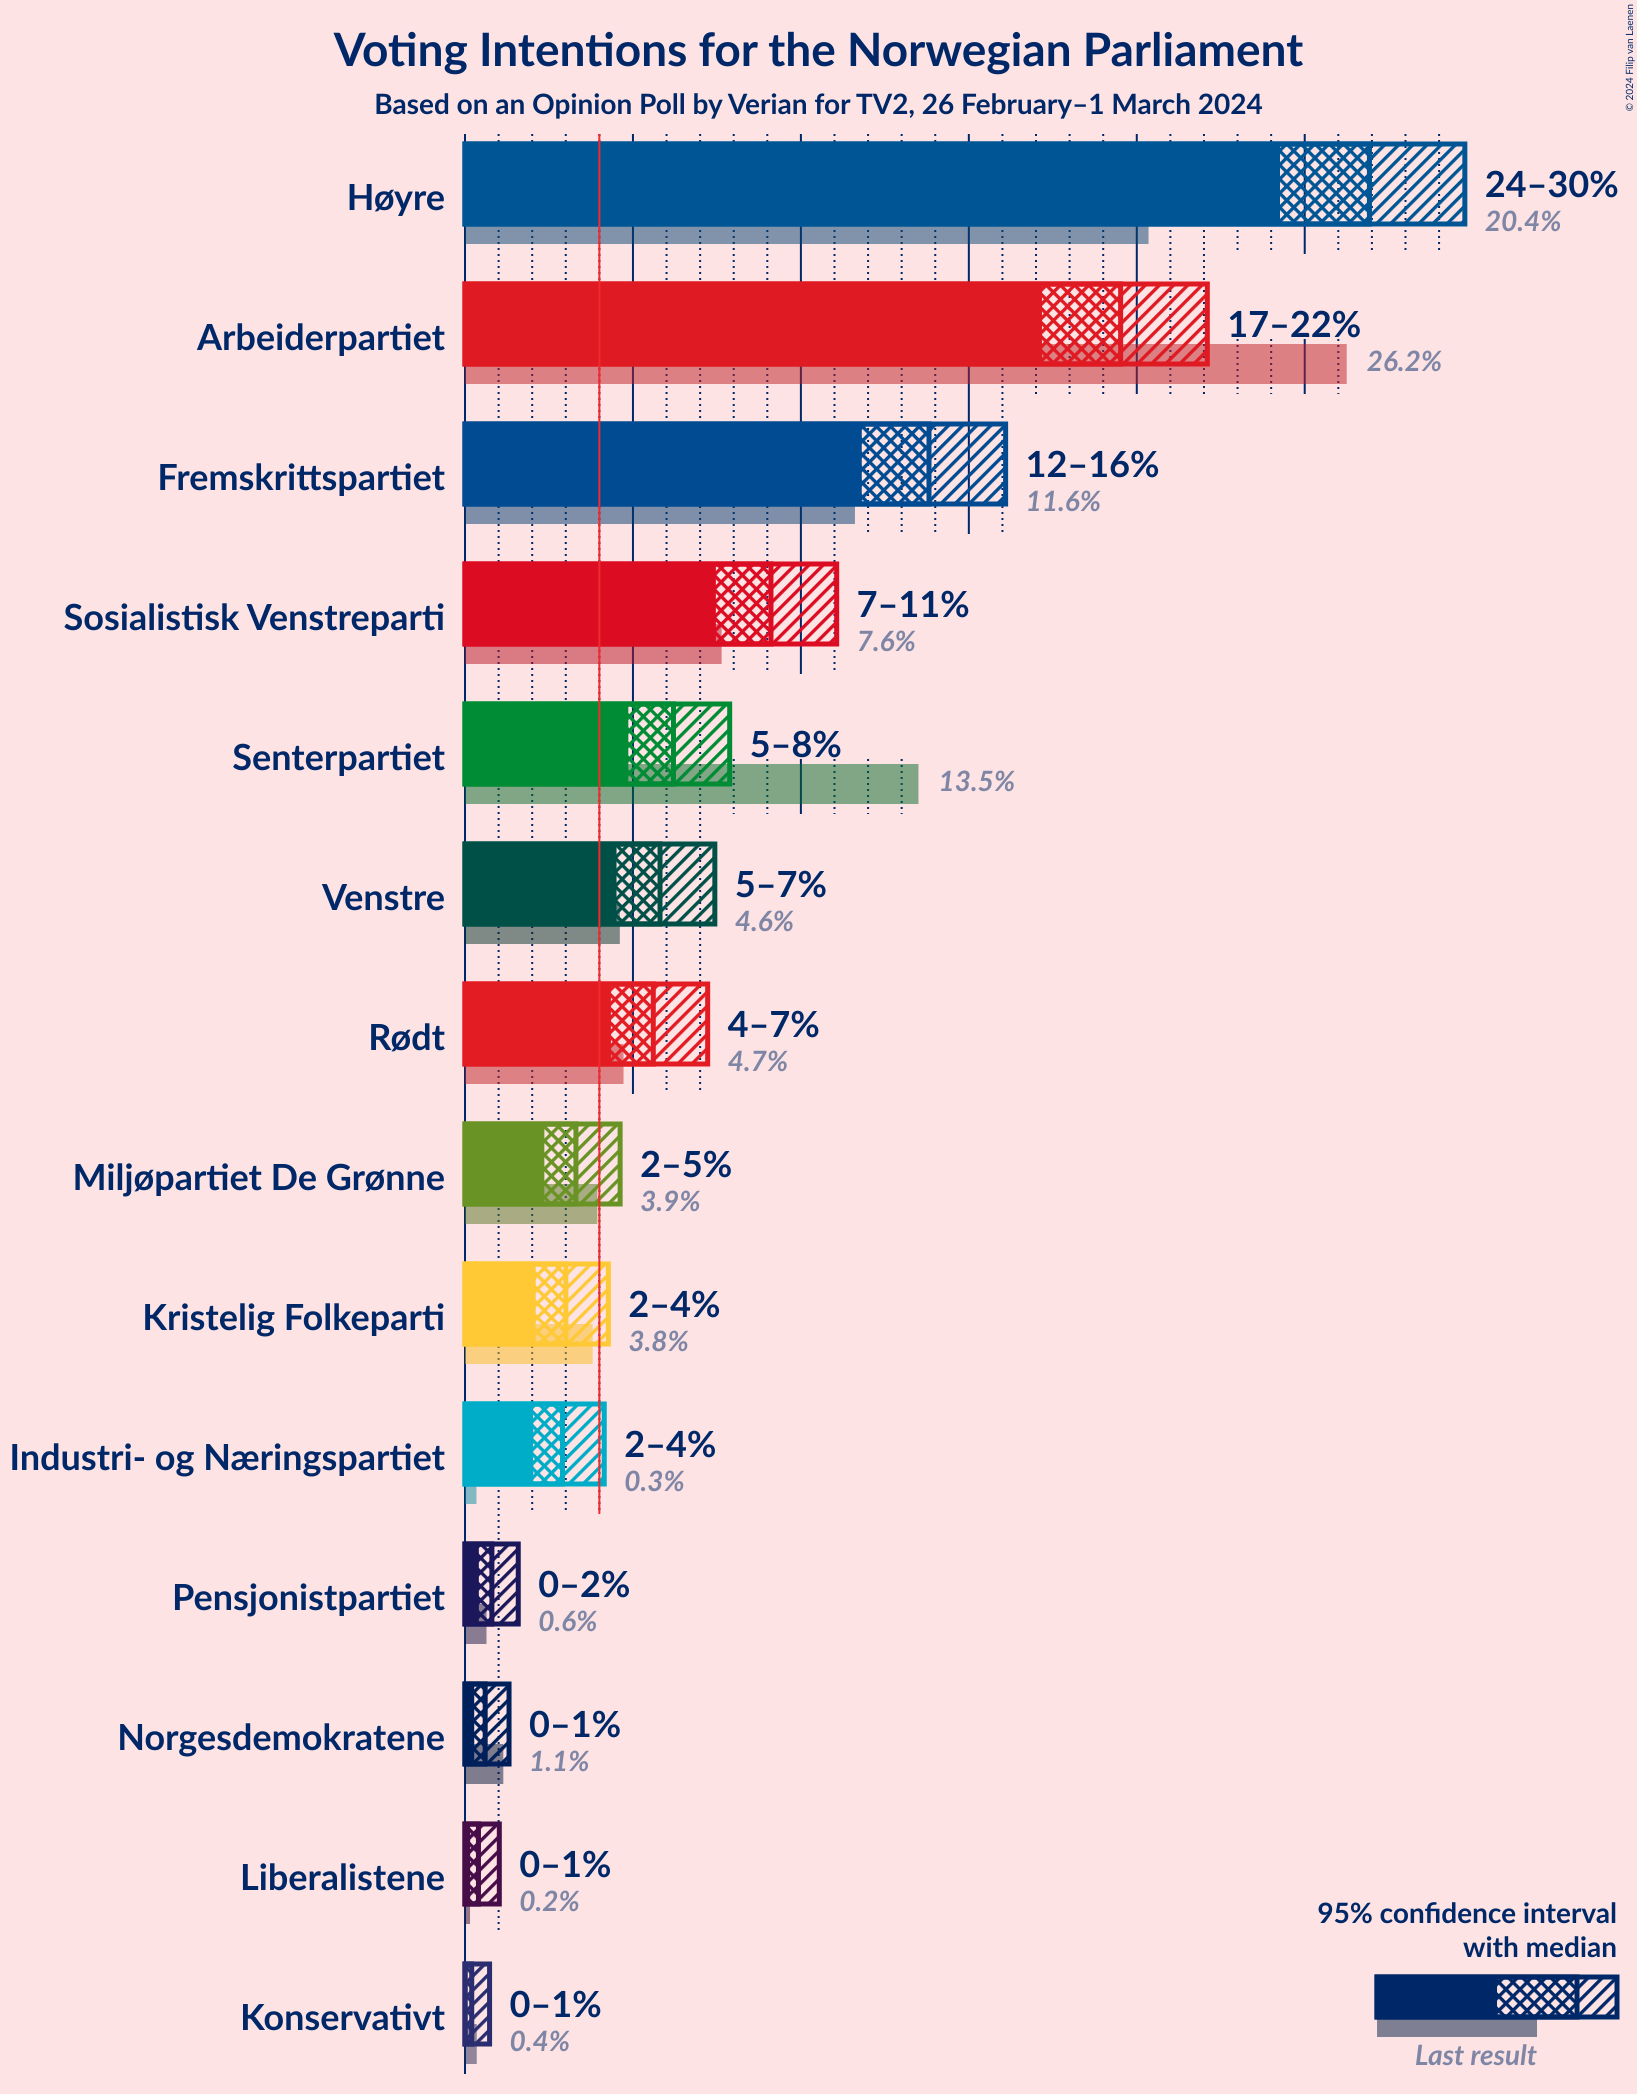 Voting Intentions for the Norwegian Parliament
Based on an Opinion Poll by Verian for TV2, 26 February–1 March 2024
© 2024 Filip van Laenen
Høyre
24–30%
20.4%
Arbeiderpartiet
17–22%
26.2%
Fremskrittspartiet
12–16%
11.6%
Sosialistisk Venstreparti
7–11%
7.6%
Senterpartiet
5–8%
13.5%
Venstre
5–7%
4.6%
Rødt
4–7%
4.7%
Miljøpartiet De Grønne
2–5%
3.9%
Kristelig Folkeparti
2–4%
3.8%
Industri- og Næringspartiet
2–4%
0.3%
Pensjonistpartiet
0–2%
0.6%
Norgesdemokratene
0–1%
1.1%
Liberalistene
0–1%
0.2%
Konservativt
0–1%
0.4%
95% confidence interval
with median
Last result